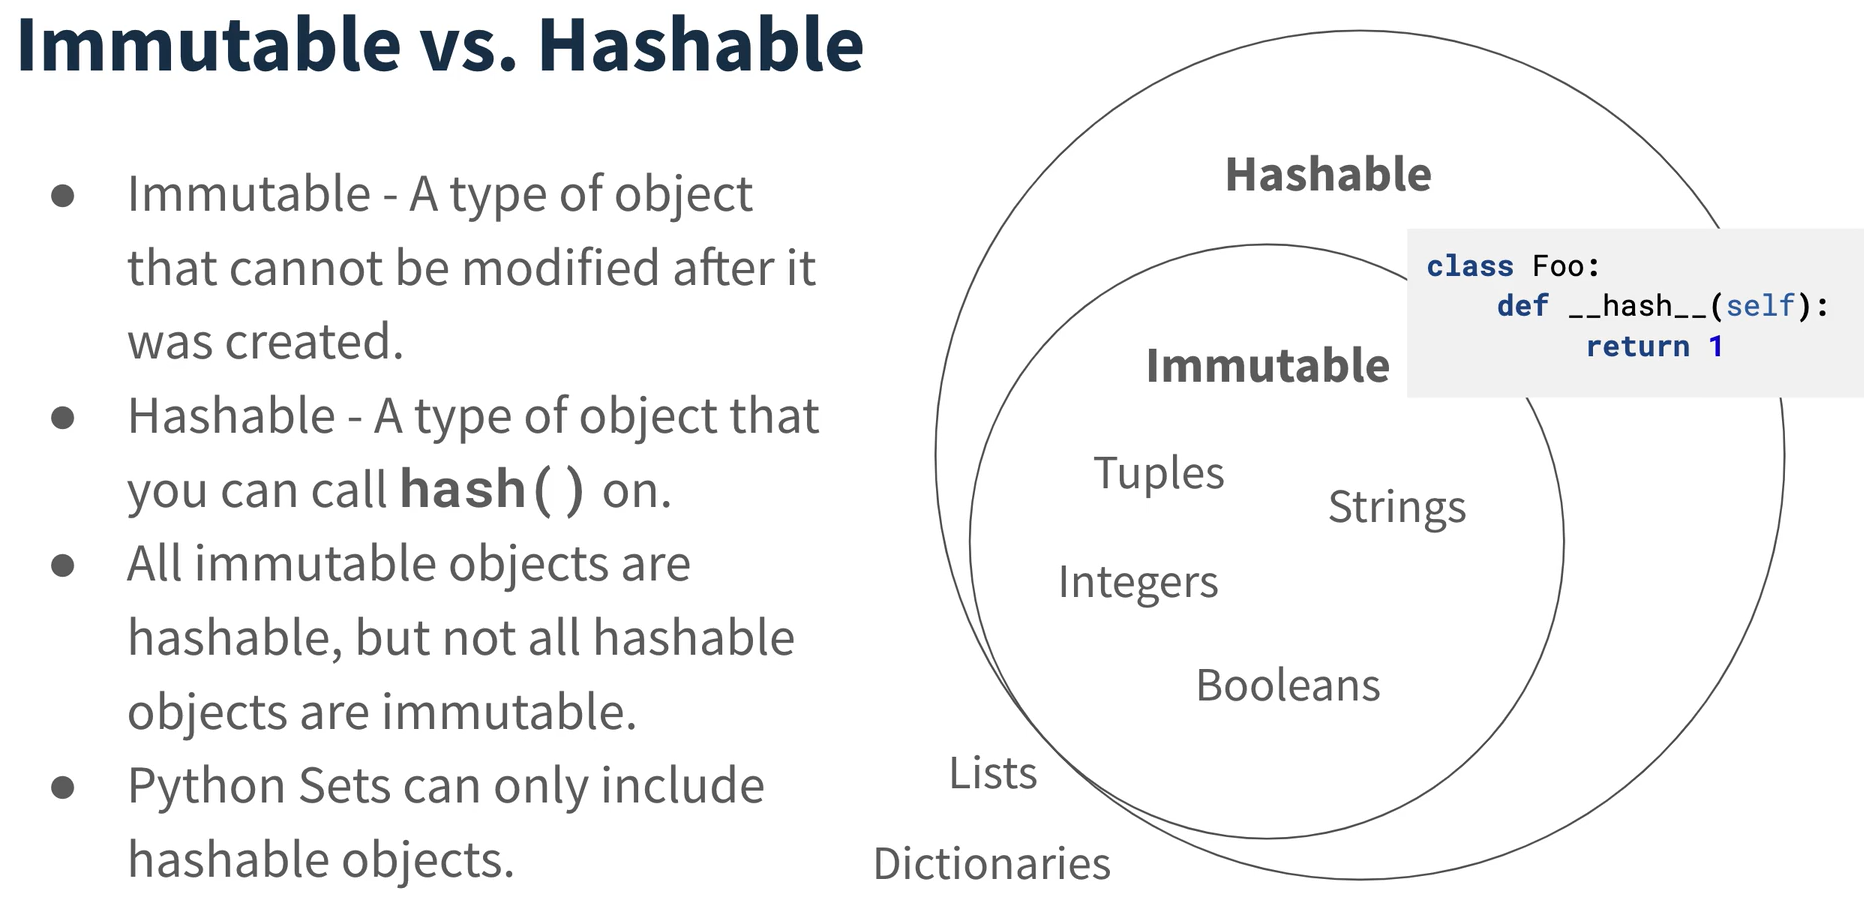 Immutable vs. Hashable
● Immutable - A type of object
that cannot be modified after it
was created.
● Hashable - A type of object that
you can call hash() on.
● All immutable objects are
hashable, but not all hashable
objects are immutable.
● Python Sets can only include
hashable objects.
Hashable
class Foo:
    def __hash__(self):
        return 1
Immutable
Tuples
Strings
Integers
Booleans
Lists
Dictionaries